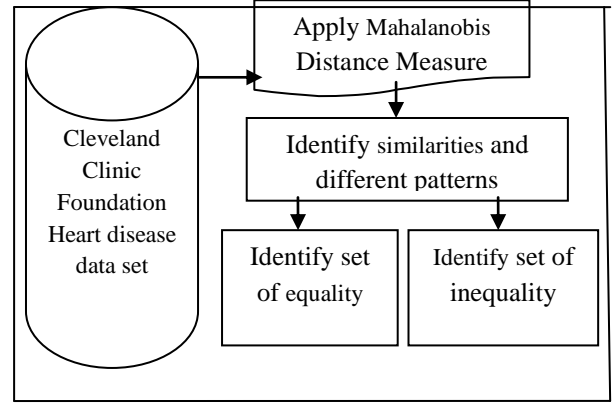 Apply Mahalanobis
Distance Measure
Cleveland
Clinic
Foundation
Heart disease
data set
Identify similarities and
different patterns
Identify set
of equality
Identify set of
inequality